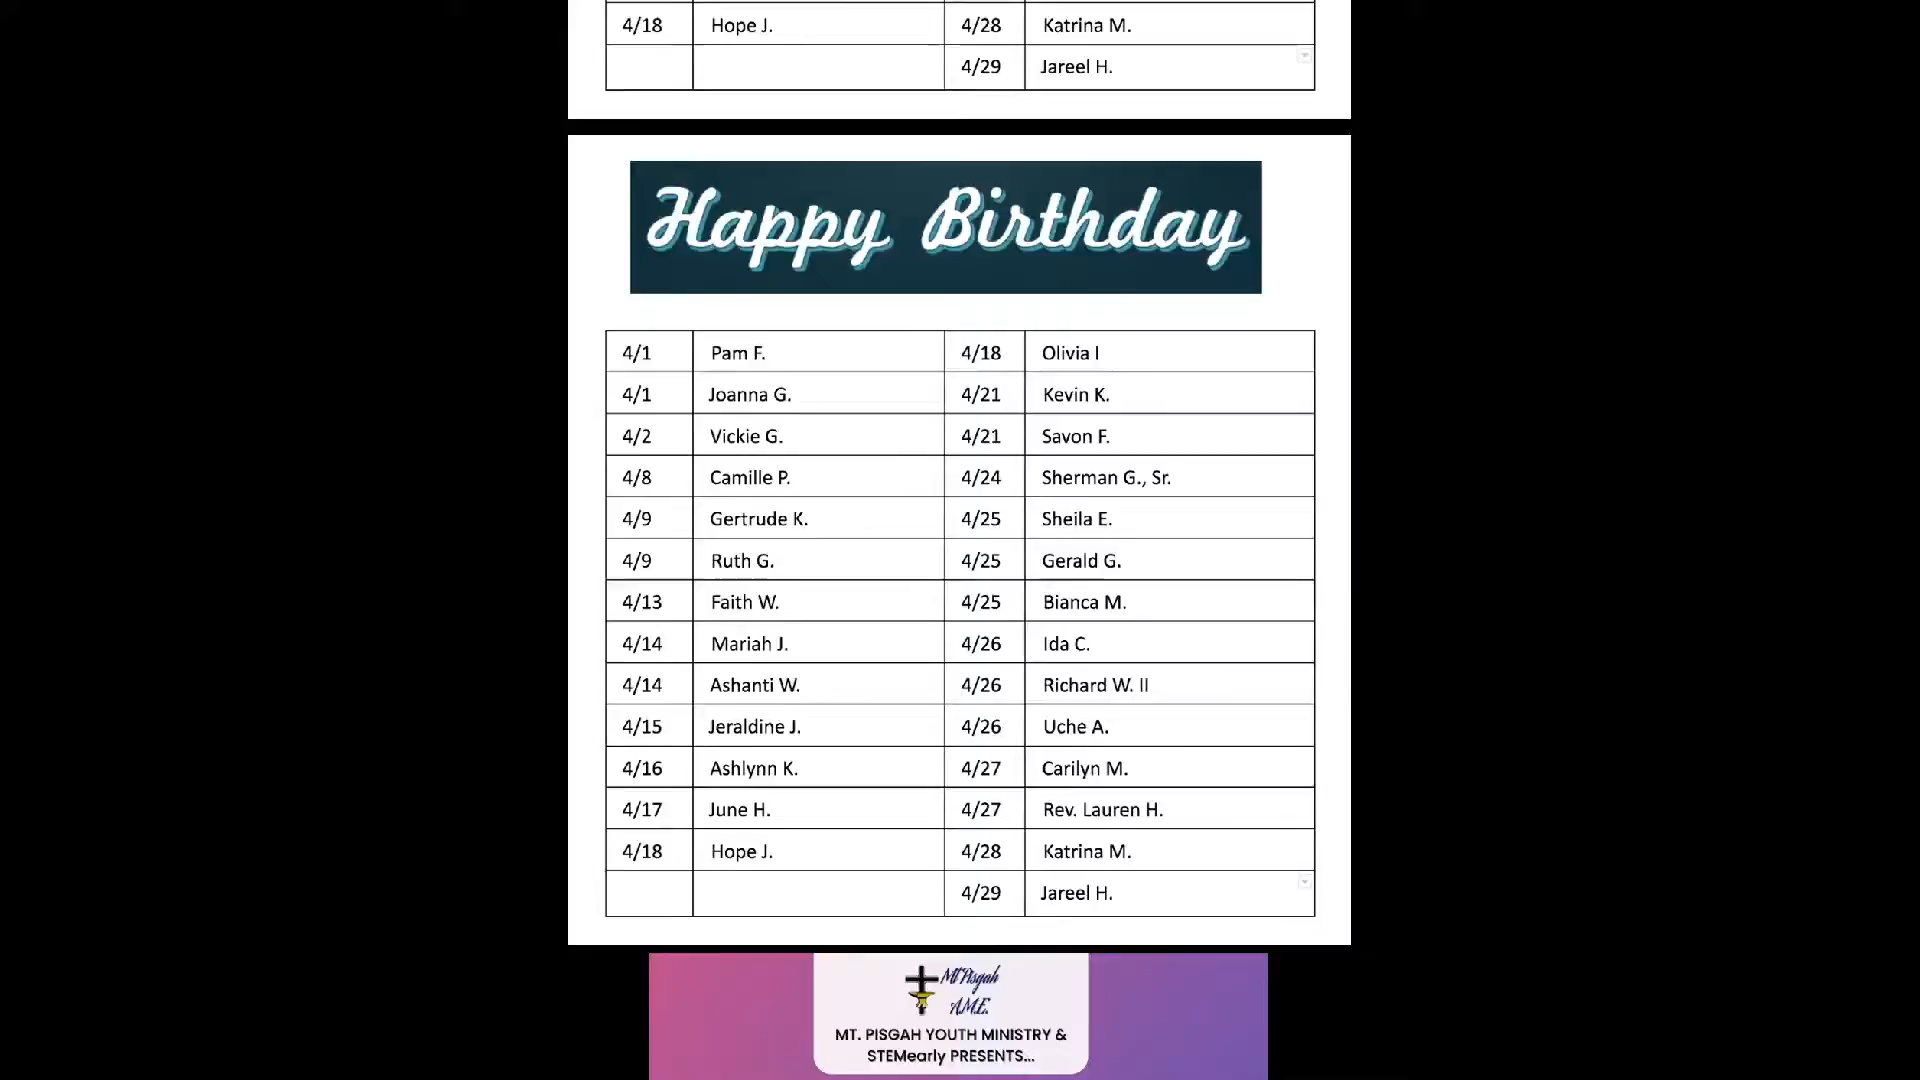 4/18 Hope J. 4/28 Katrina M.
4/29 Jareel H.
Happy Birthday
4/1 Pam F. 4/18 Olivia I
4/1 Joanna G. 4/21 Kevin K.
4/2 Vickie G. 4/21 Savon F.
4/8 Camille P. 4/24 Sherman G., Sr.
4/9 Gertrude K. 4/25 Sheila E.
4/9 Ruth G. 4/25 Gerald G.
4/13 Faith W. 4/25 Bianca M.
4/14 Mariah J. 4/26 Ida C.
4/14 Ashanti W. 4/26 Richard W. II
4/15 Jeraldine J. 4/26 Uche A.
4/16 Ashlynn K. 4/27 Carilyn M.
4/17 June H. 4/27 Rev. Lauren H.
4/18 Hope J. 4/28 Katrina M.
4/29 Jareel H.
Mt Pisgah
A.M.E.
MT. PISGAH YOUTH MINISTRY &
STEMearly PRESENTS...